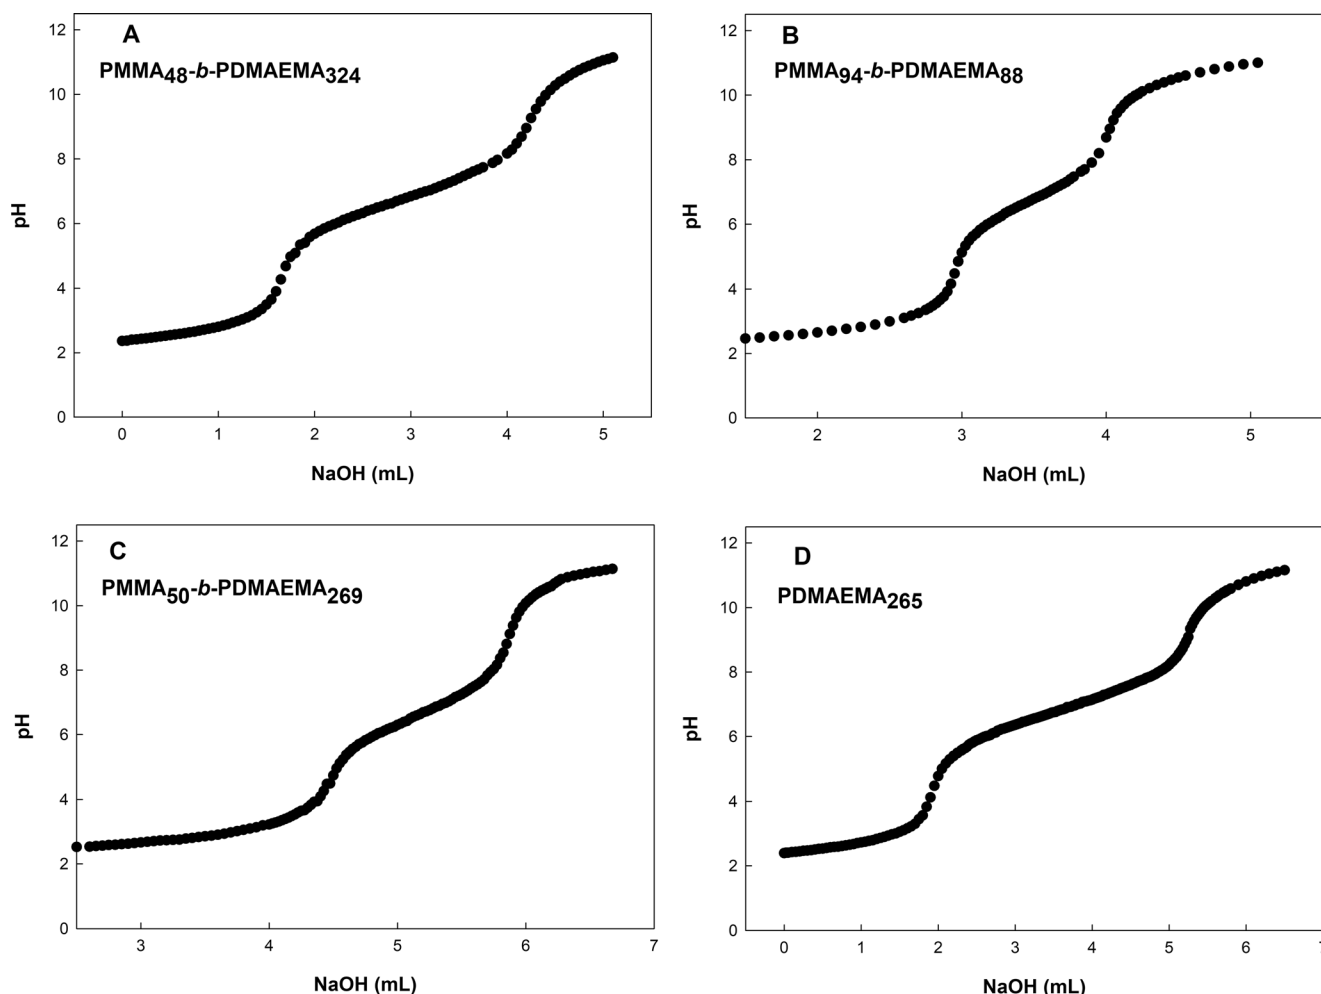 A
PMMA48-b-PDMAEMA324
12
10
8
6
4
2
0
pH
0 1 2 3 4 5
NaOH (mL)
B
PMMA94-b-PDMAEMA88
12
10
8
6
4
2
0
pH
2 3 4 5
NaOH (mL)
C
PMMA50-b-PDMAEMA269
12
10
8
6
4
2
0
pH
3 4 5 6 7
NaOH (mL)
D
PDMAEMA265
12
10
8
6
4
2
0
pH
0 1 2 3 4 5 6 7
NaOH (mL)